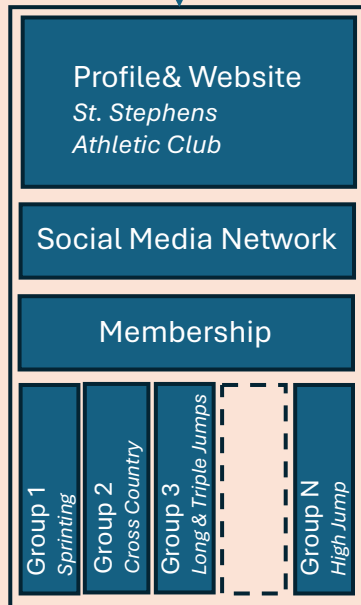 Profile& Website
St. Stephens
Athletic Club
Social Media Network
Membership
Group 1
Sprinting
Group 2
Cross Country
Group 3
Long & Triple Jumps
Group N
High Jump